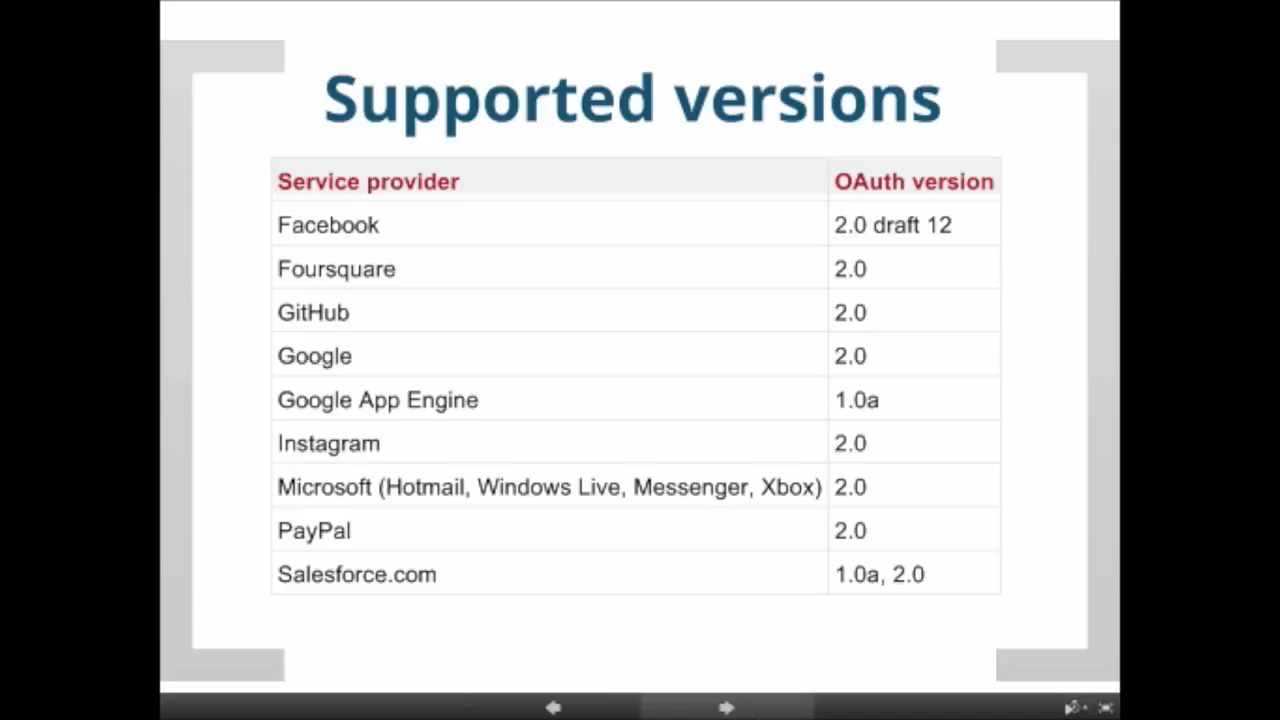 Supported versions
Service provider OAuth version
Facebook 2.0 draft 12
Foursquare 2.0
GitHub 2.0
Google 2.0
Google App Engine 1.0a
Instagram 2.0
Microsoft (Hotmail, Windows Live, Messenger, Xbox) 2.0
PayPal 2.0
Salesforce.com 1.0a, 2.0